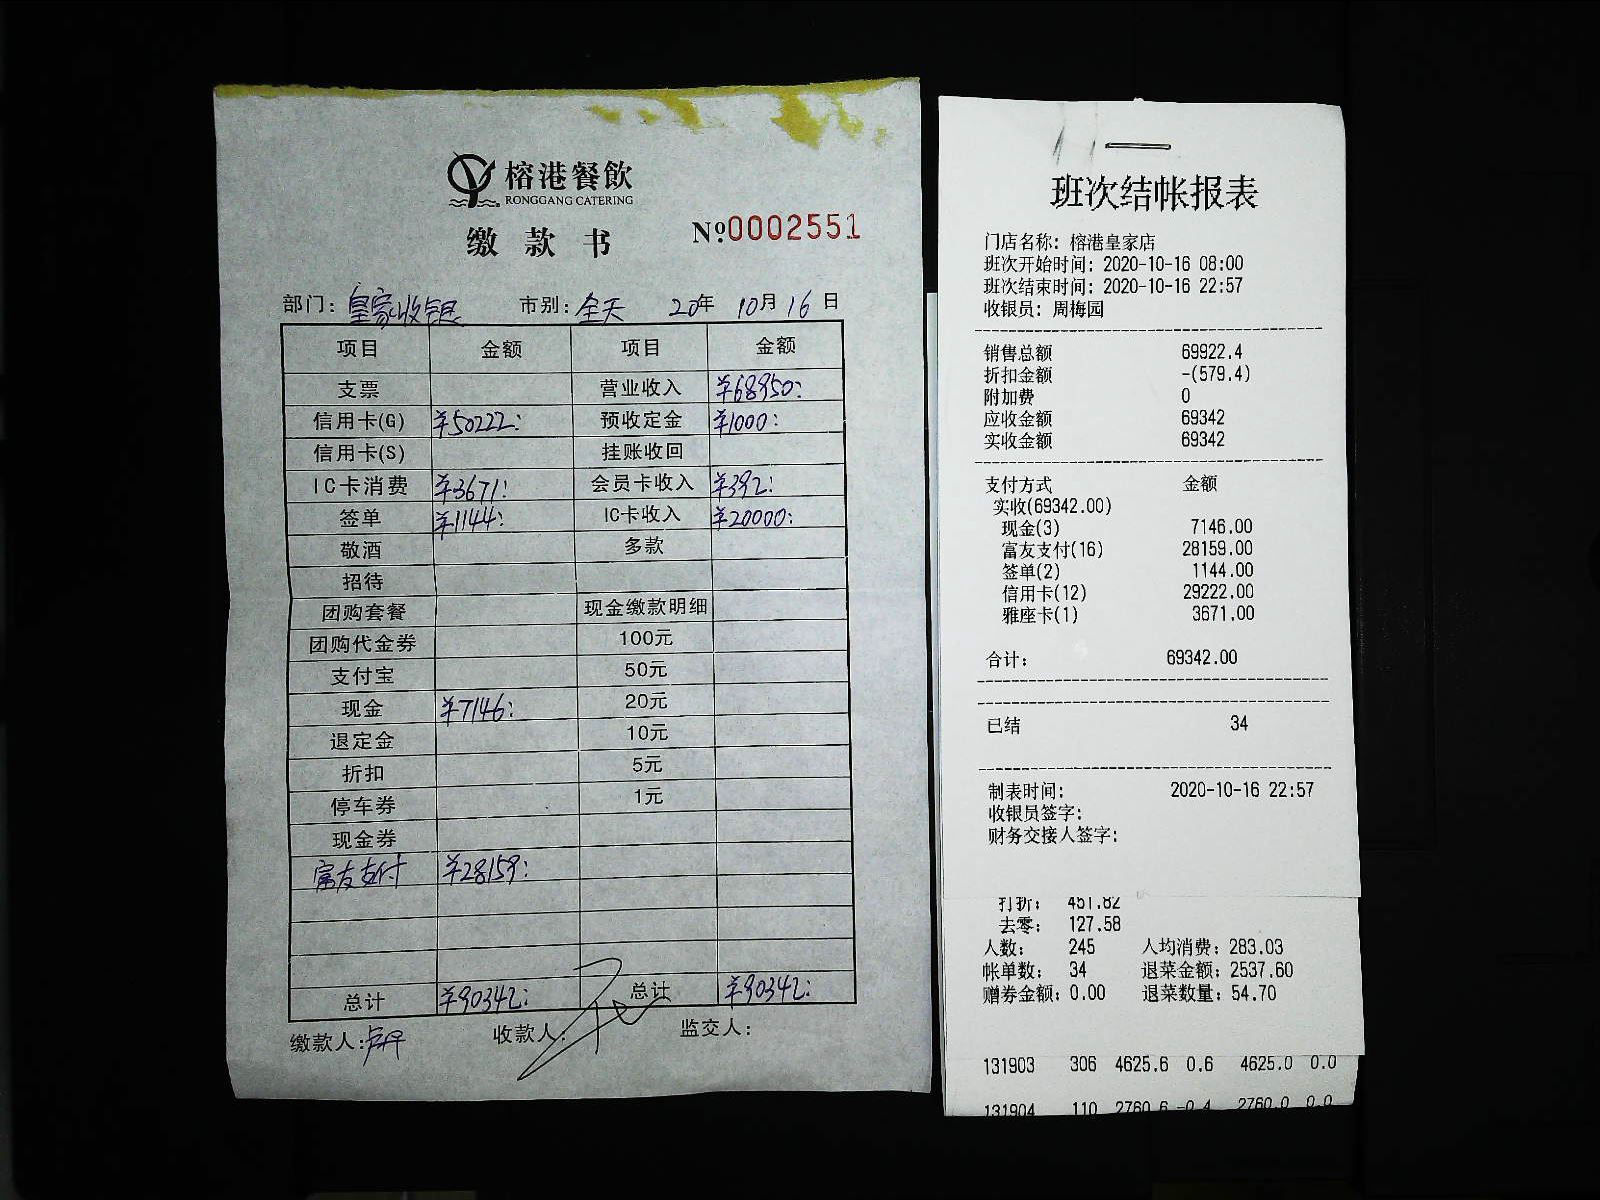 榕港餐飲
RONGGANG CATERING
缴款书
№0002551
部门：皇家收银 市别：全天 20年 10月16日
项目 金额 项目 金额
支票 营业收入 ¥68950:
信用卡(G) ¥50222: 预收定金 ¥1000:
信用卡(S) 挂账收回
IC卡消费 ¥3671: 会员卡收入 ¥392:
签单 ¥1144: IC卡收入 ¥20000:
敬酒 多款
招待
团购套餐 现金缴款明细
团购代金券 100元
支付宝 50元
现金 ¥7146: 20元
退定金 10元
折扣 5元
停车券 1元
现金券
富友支付 ¥28159:
总计 ¥90342: 总计 ¥90342:
缴款人: 收款人: 监交人:
班次结帐报表
门店名称: 榕港皇家店
班次开始时间: 2020-10-16 08:00
班次结束时间: 2020-10-16 22:57
收银员: 周梅园
销售总额 69922.4
折扣金额 -(579.4)
附加费 0
应收金额 69342
实收金额 69342
支付方式 金额
实收(69342.00)
现金(3) 7146.00
富友支付(16) 28159.00
签单(2) 1144.00
信用卡(12) 29222.00
雅座卡(1) 3671.00
合计: 69342.00
已结 34
制表时间: 2020-10-16 22:57
收银员签字:
财务交接人签字:
打折: 451.82
去零: 127.58
人数: 245 人均消费: 283.03
帐单数: 34 退菜金额: 2537.60
赠券金额: 0.00 退菜数量: 54.70
131903 306 4625.6 0.6 4625.0 0.0
131904 110 2760.6 -0.4 2760.0 0.0